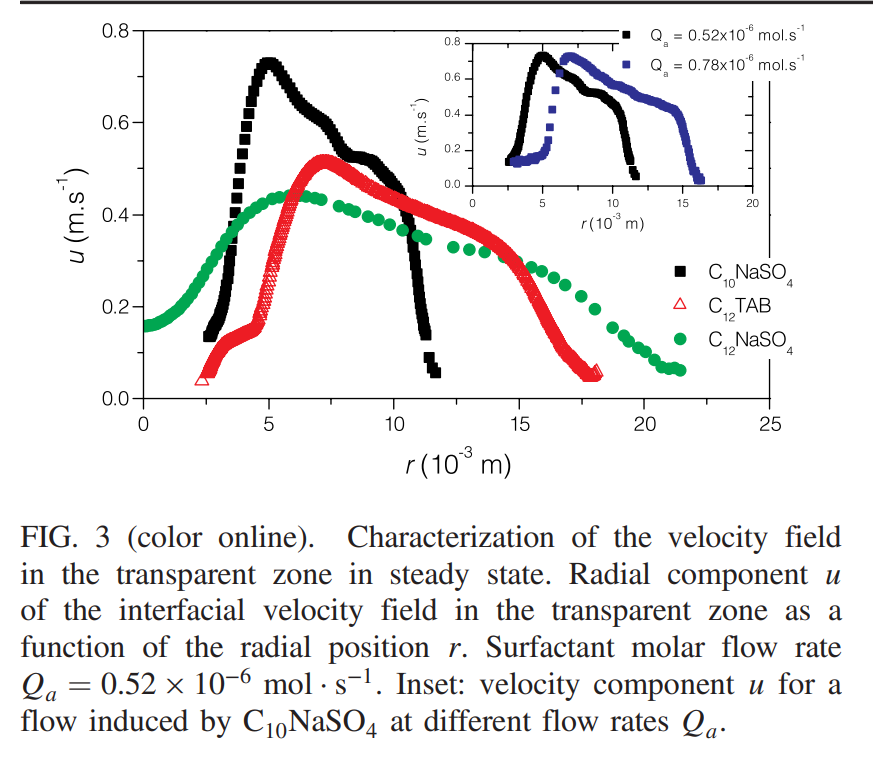 0.8
0.6
0.4
0.2
0.0
u (m.s⁻¹)
0
5
10
15
20
25
r (10⁻³ m)
Qₐ = 0.52x10⁻⁶ mol.s⁻¹
Qₐ = 0.78x10⁻⁶ mol.s⁻¹
0.8
0.6
0.4
0.2
0.0
u (m.s⁻¹)
0
5
10
15
20
r (10⁻³ m)
C₁₀NaSO₄
C₁₂TAB
C₁₂NaSO₄
FIG. 3 (color online). Characterization of the velocity field
in the transparent zone in steady state. Radial component u
of the interfacial velocity field in the transparent zone as a
function of the radial position r. Surfactant molar flow rate
Qₐ = 0.52 × 10⁻⁶ mol · s⁻¹. Inset: velocity component u for a
flow induced by C₁₀NaSO₄ at different flow rates Qₐ.